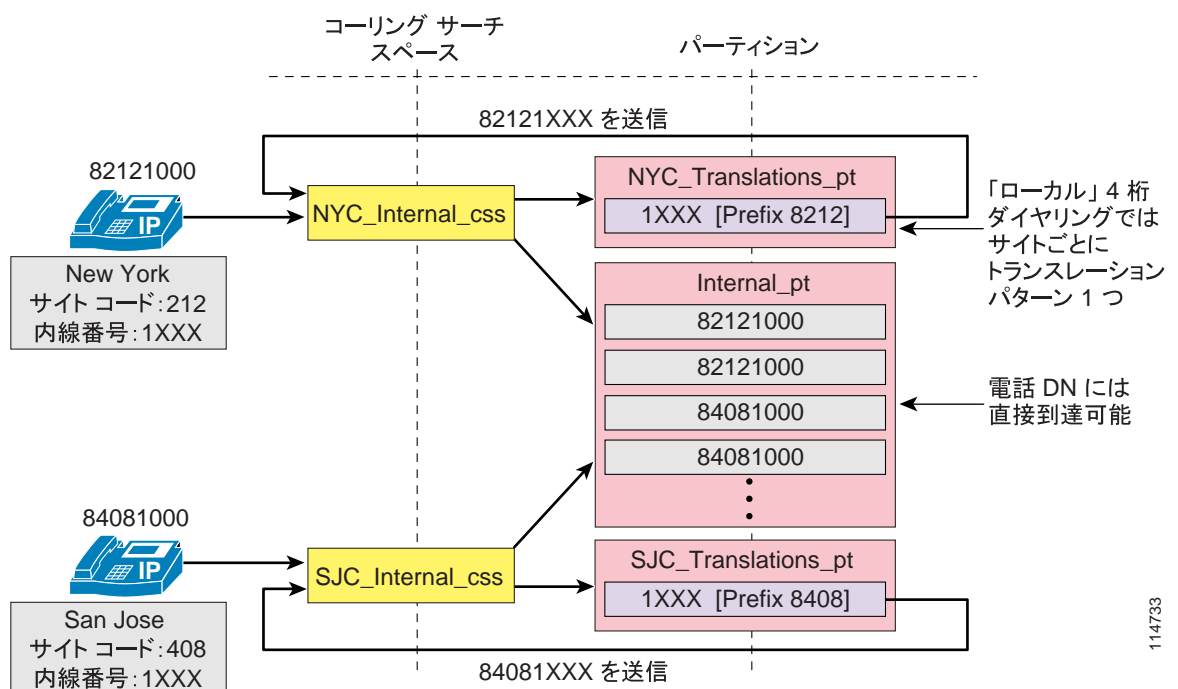 コーリング サーチ
スペース
パーティション
82121XXX を送信
82121000
IP
New York
サイト コード:212
内線番号:1XXX
NYC_Internal_css
NYC_Translations_pt
1XXX [Prefix 8212]
「ローカル」 4 桁
ダイヤリングでは
サイトごとに
トランスレーション
パターン 1 つ
Internal_pt
82121000
82121000
84081000
84081000
電話 DN には
直接到達可能
84081000
IP
San Jose
サイト コード:408
内線番号:1XXX
SJC_Internal_css
SJC_Translations_pt
1XXX [Prefix 8408]
84081XXX を送信
114733